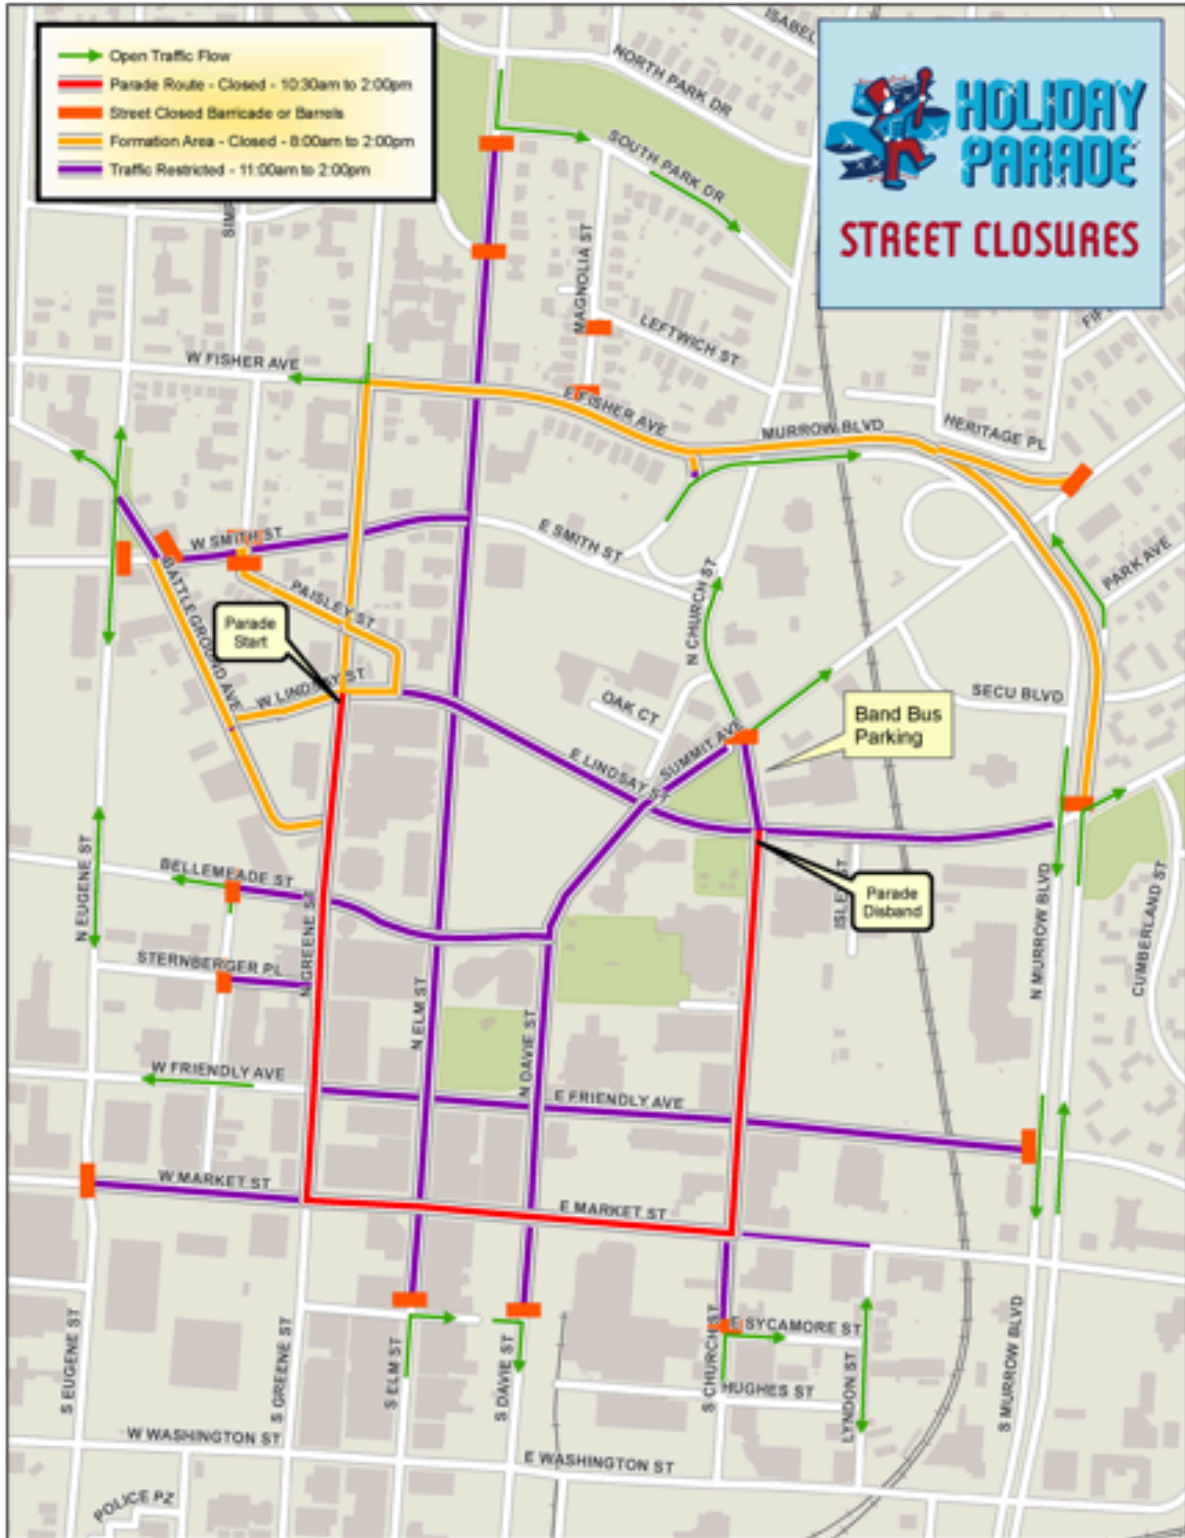 Open Traffic Flow
Parade Route - Closed - 10:30am to 2:00pm
Street Closed Barricade or Barrels
Formation Area - Closed - 8:00am to 2:00pm
Traffic Restricted - 11:00am to 2:00pm
HOLIDAY
PARADE
STREET CLOSURES
ISABEL
NORTH PARK DR
SOUTH PARK DR
MAGNOLIA ST
LEFTWICH ST
W FISHER AVE
E FISHER AVE
MURROW BLVD
HERITAGE PL
W SMITH ST
E SMITH ST
PARK AVE
BATTLEGROUND AVE
PAISLEY ST
Parade
Start
W LINDSAY ST
N CHURCH ST
OAK CT
SECU BLVD
SUMMIT AVE
Band Bus
Parking
E LINDSAY ST
N EUGENE ST
BELLEMEADE ST
Parade
Disband
ISLEY ST
N MURROW BLVD
CUMBERLAND ST
STERNBERGER PL
N GREENE ST
N ELM ST
N DAVIE ST
W FRIENDLY AVE
E FRIENDLY AVE
W MARKET ST
E MARKET ST
S EUGENE ST
S GREENE ST
S ELM ST
S DAVIE ST
S CHURCH ST
E SYCAMORE ST
HUGHES ST
LYNDON ST
S MURROW BLVD
W WASHINGTON ST
E WASHINGTON ST
POLICE PZ